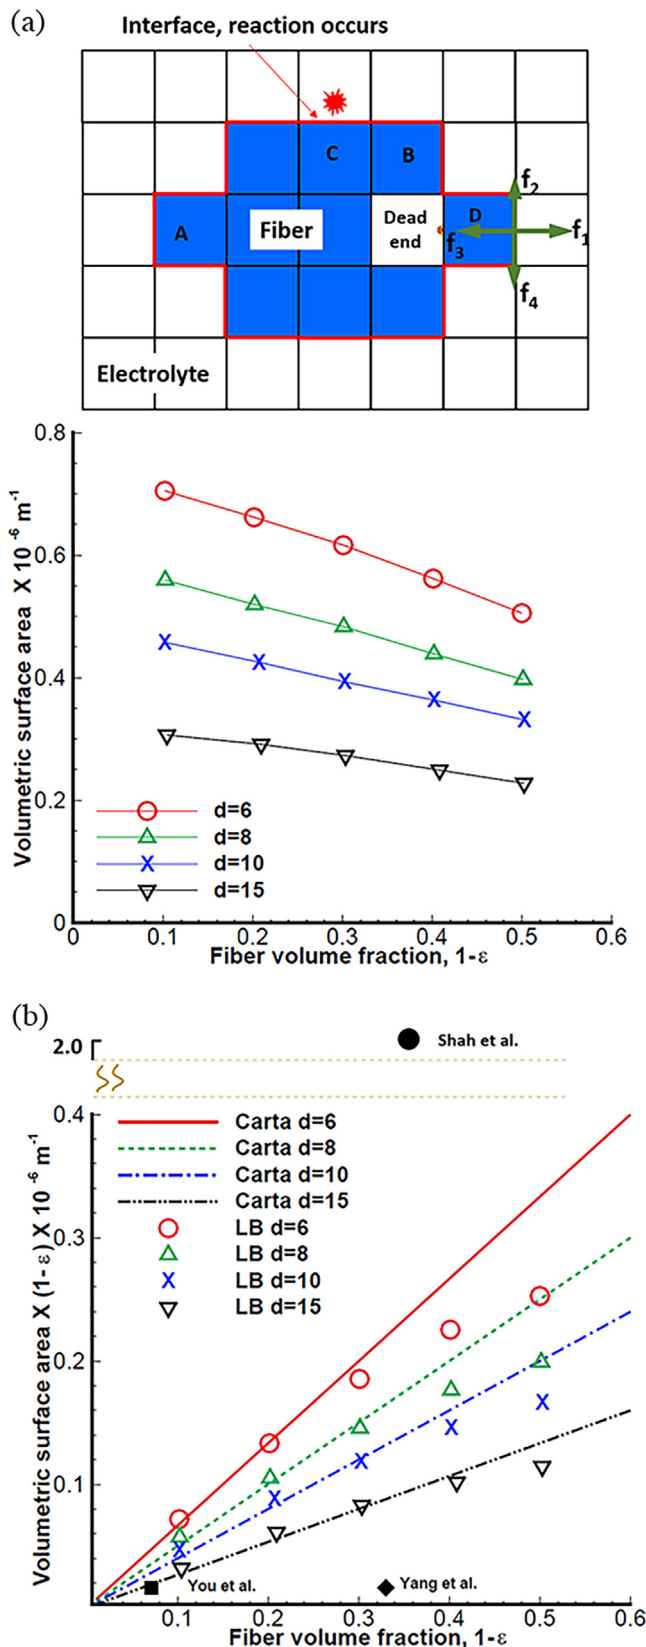 (a)
Interface, reaction occurs
C
B
f2
A
Fiber
Dead
end
D
f3
f1
f4
Electrolyte
0.8
0.6
0.4
0.2
0
Volumetric surface area X 10-6 m-1
d=6
d=8
d=10
d=15
0 0.1 0.2 0.3 0.4 0.5 0.6
Fiber volume fraction, 1-ε
(b)
2.0
Shah et al.
0.4
0.3
0.2
0.1
Volumetric surface area X (1- ε) X 10-6 m-1
Carta d=6
Carta d=8
Carta d=10
Carta d=15
LB d=6
LB d=8
LB d=10
LB d=15
You et al.
Yang et al.
0.1 0.2 0.3 0.4 0.5 0.6
Fiber volume fraction, 1-ε